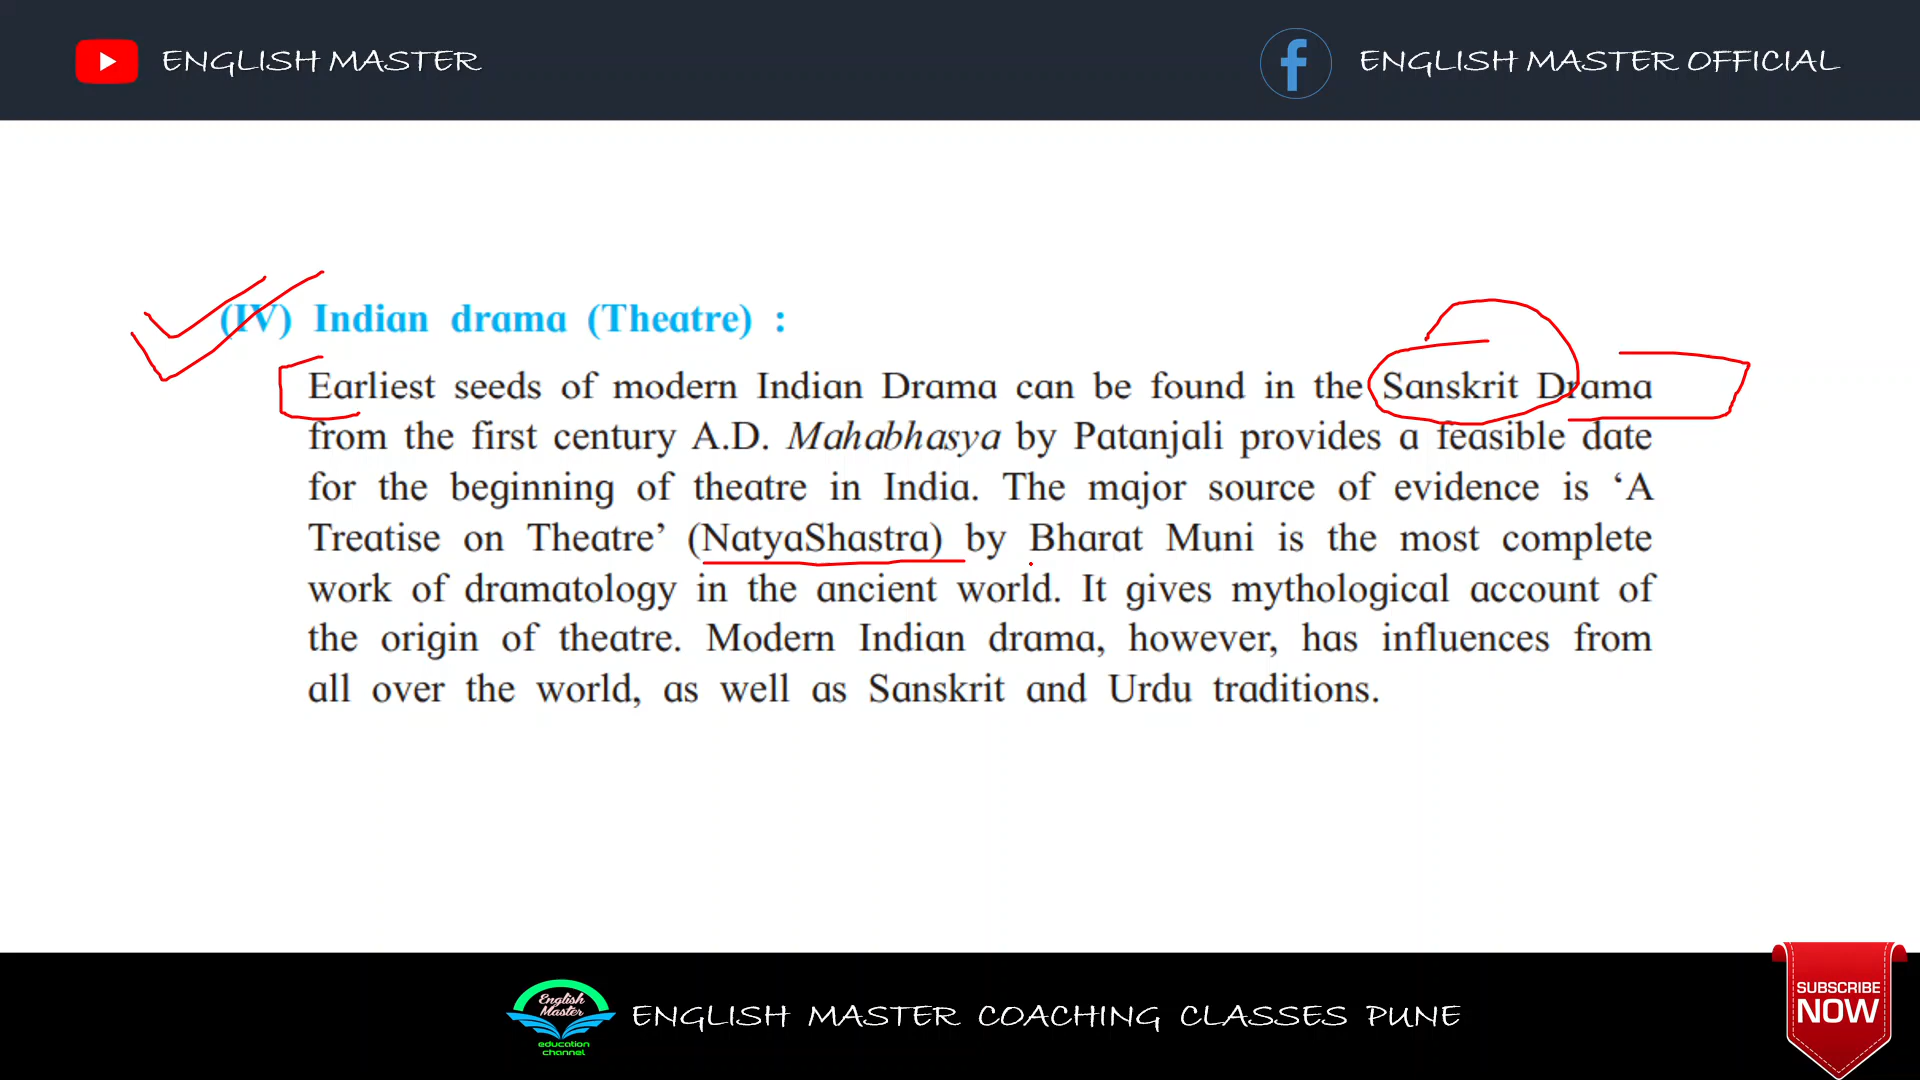 ENGLISH MASTER
ENGLISH MASTER OFFICIAL
(IV) Indian drama (Theatre) :
Earliest seeds of modern Indian Drama can be found in the Sanskrit Drama
from the first century A.D. Mahabhasya by Patanjali provides a feasible date
for the beginning of theatre in India. The major source of evidence is ‘A
Treatise on Theatre’ (NatyaShastra) by Bharat Muni is the most complete
work of dramatology in the ancient world. It gives mythological account of
the origin of theatre. Modern Indian drama, however, has influences from
all over the world, as well as Sanskrit and Urdu traditions.
English
Master
education
channel
ENGLISH MASTER COACHING CLASSES PUNE
SUBSCRIBE
NOW